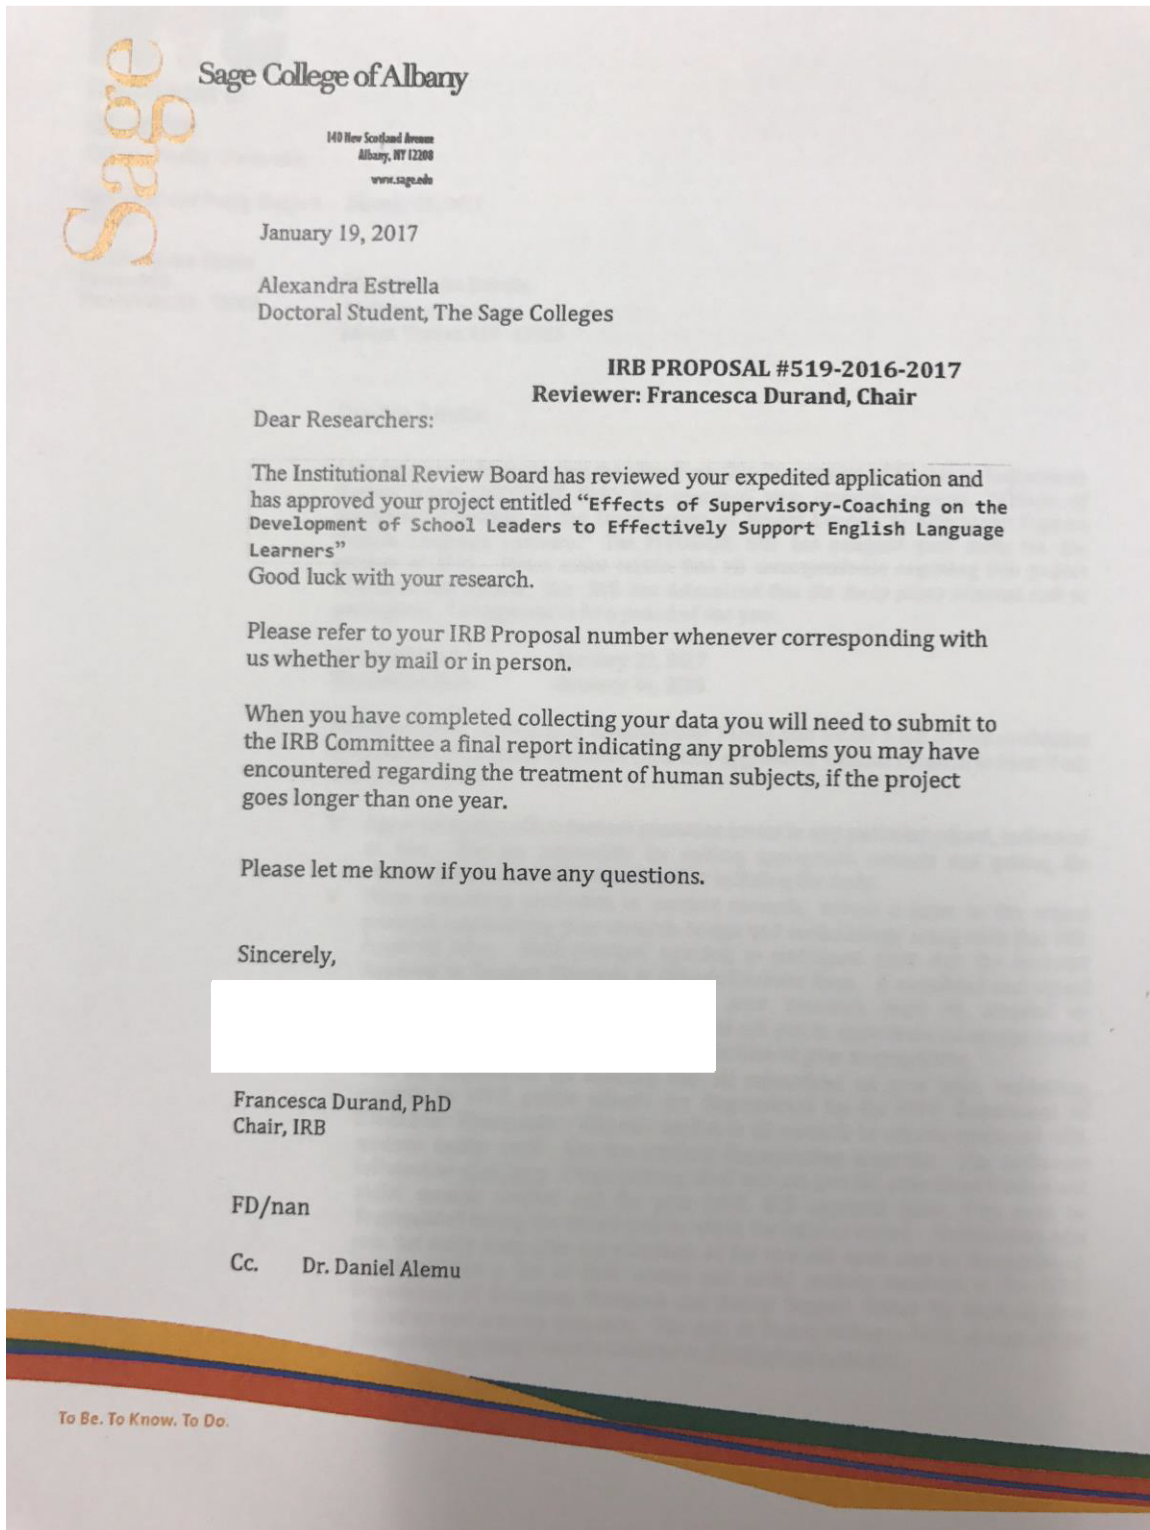 Sage
Sage College of Albany
140 New Scotland Avenue
Albany, NY 12208
www.sage.edu
January 19, 2017
Alexandra Estrella
Doctoral Student, The Sage Colleges
IRB PROPOSAL #519-2016-2017
Reviewer: Francesca Durand, Chair
Dear Researchers:
The Institutional Review Board has reviewed your expedited application and
has approved your project entitled “Effects of Supervisory-Coaching on the
Development of School Leaders to Effectively Support English Language
Learners”
Good luck with your research.
Please refer to your IRB Proposal number whenever corresponding with
us whether by mail or in person.
When you have completed collecting your data you will need to submit to
the IRB Committee a final report indicating any problems you may have
encountered regarding the treatment of human subjects, if the project
goes longer than one year.
Please let me know if you have any questions.
Sincerely,
Francesca Durand, PhD
Chair, IRB
FD/nan
Cc. Dr. Daniel Alemu
To Be. To Know. To Do.